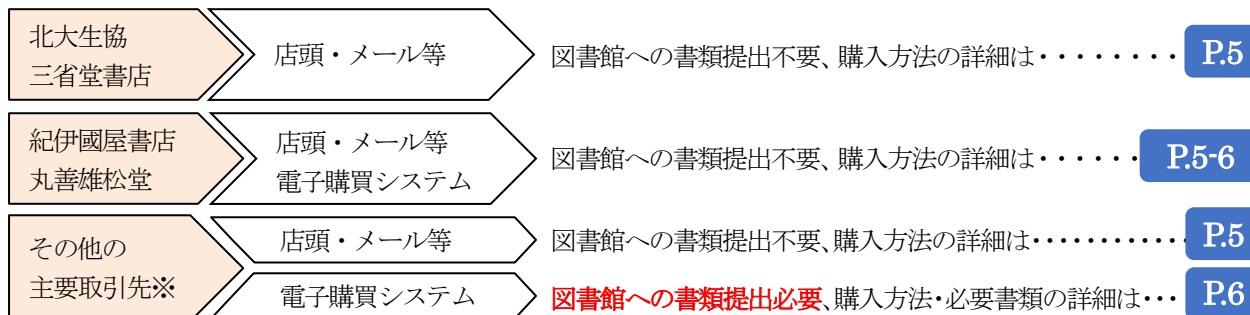 北大生協
三省堂書店
店頭・メール等
図書館への書類提出不要、購入方法の詳細は・・・・・・・・
P.5
紀伊國屋書店
丸善雄松堂
店頭・メール等
電子購買システム
図書館への書類提出不要、購入方法の詳細は・・・・・・
P.5-6
その他の
主要取引先※
店頭・メール等
図書館への書類提出不要、購入方法の詳細は・・・・・・・・・・・・
P.5
電子購買システム
図書館への書類提出必要、購入方法・必要書類の詳細は・・・
P.6